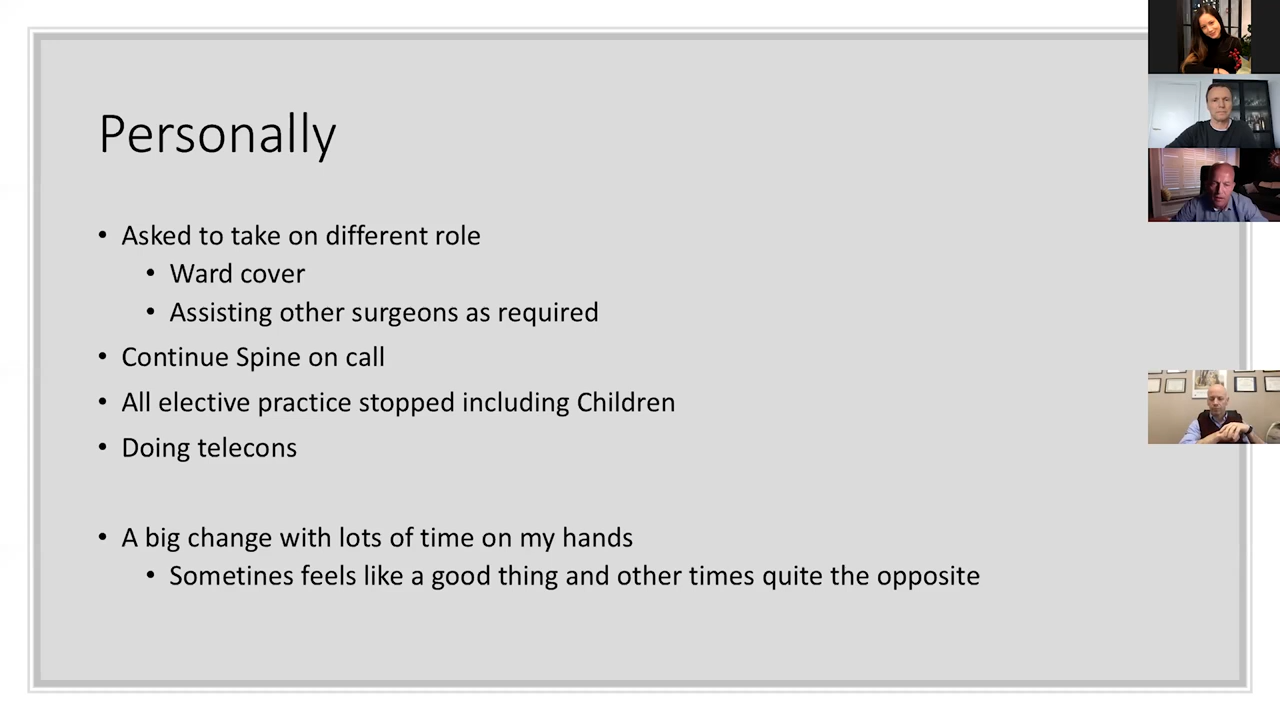 Personally
• Asked to take on different role
• Ward cover
• Assisting other surgeons as required
• Continue Spine on call
• All elective practice stopped including Children
• Doing telecons
• A big change with lots of time on my hands
• Sometines feels like a good thing and other times quite the opposite